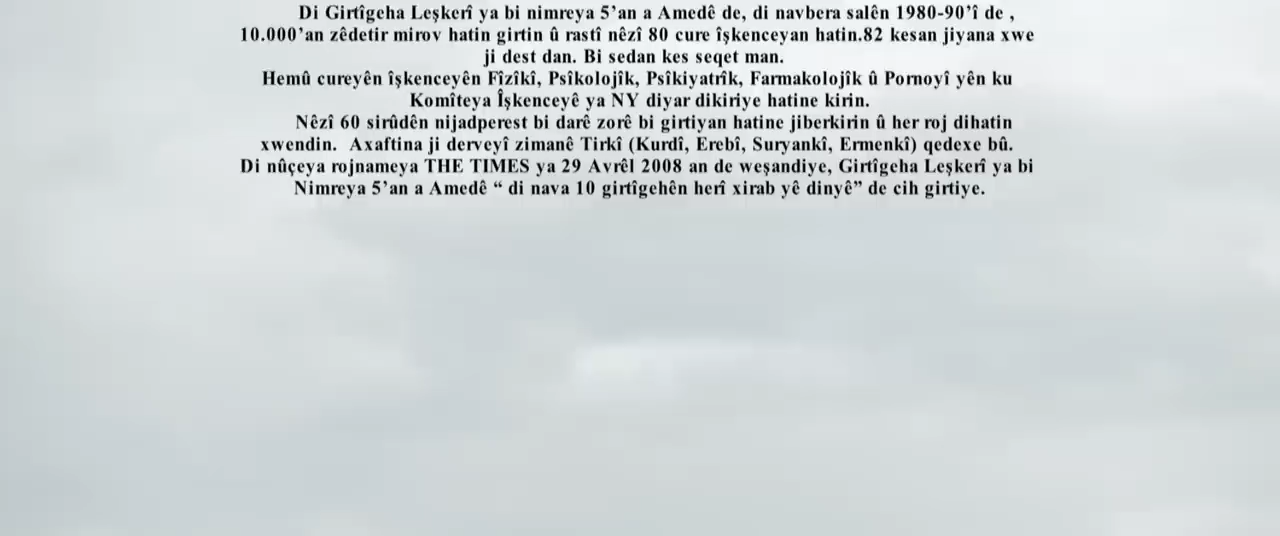 Di Girtîgeha Leşkerî ya bi nimreya 5’an a Amedê de, di navbera salên 1980-90’î de ,
10.000’an zêdetir mirov hatin girtin û rastî nêzî 80 cure îşkenceyan hatin.82 kesan jiyana xwe
ji dest dan. Bi sedan kes seqet man.
Hemû cureyên îşkenceyên Fîzîkî, Psîkolojîk, Psîkiyatrîk, Farmakolojîk û Pornoyî yên ku
Komîteya Îşkenceyê ya NY diyar dikiriye hatine kirin.
Nêzî 60 sirûdên nijadperest bi darê zorê bi girtiyan hatine jiberkirin û her roj dihatin
xwendin. Axaftina ji derveyî zimanê Tirkî (Kurdî, Erebî, Suryankî, Ermenkî) qedexe bû.
Di nûçeya rojnameya THE TIMES ya 29 Avrêl 2008 an de weşandiye, Girtîgeha Leşkerî ya bi
Nimreya 5’an a Amedê “ di nava 10 girtîgehên herî xirab yê dinyê” de cih girtiye.